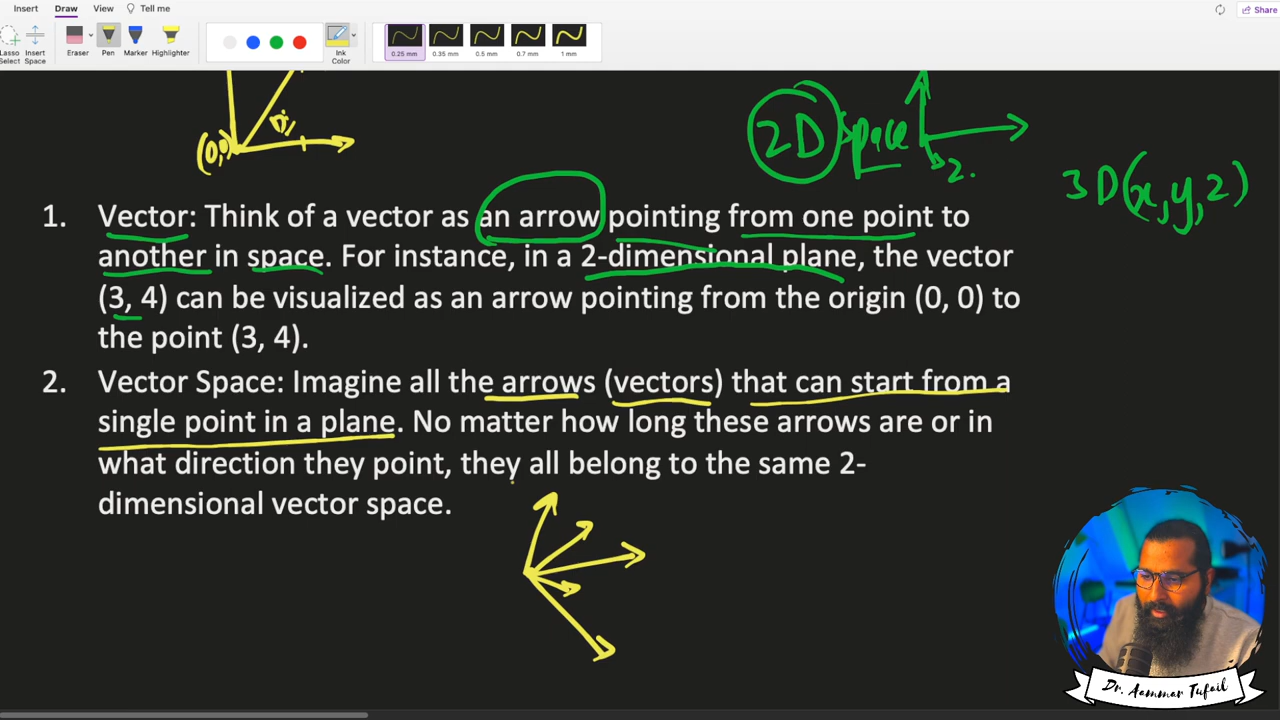 Insert Draw View Tell me
Share
Lasso Select Insert Space Eraser Pen Marker Highlighter Ink Color 0.25 mm 0.35 mm 0.5 mm 0.7 mm 1 mm
(0,0)
2D space
3D(x,y,z)
1. Vector: Think of a vector as an arrow pointing from one point to
another in space. For instance, in a 2-dimensional plane, the vector
(3, 4) can be visualized as an arrow pointing from the origin (0, 0) to
the point (3, 4).
2. Vector Space: Imagine all the arrows (vectors) that can start from a
single point in a plane. No matter how long these arrows are or in
what direction they point, they all belong to the same 2-
dimensional vector space.
Dr. Aammar Tufail